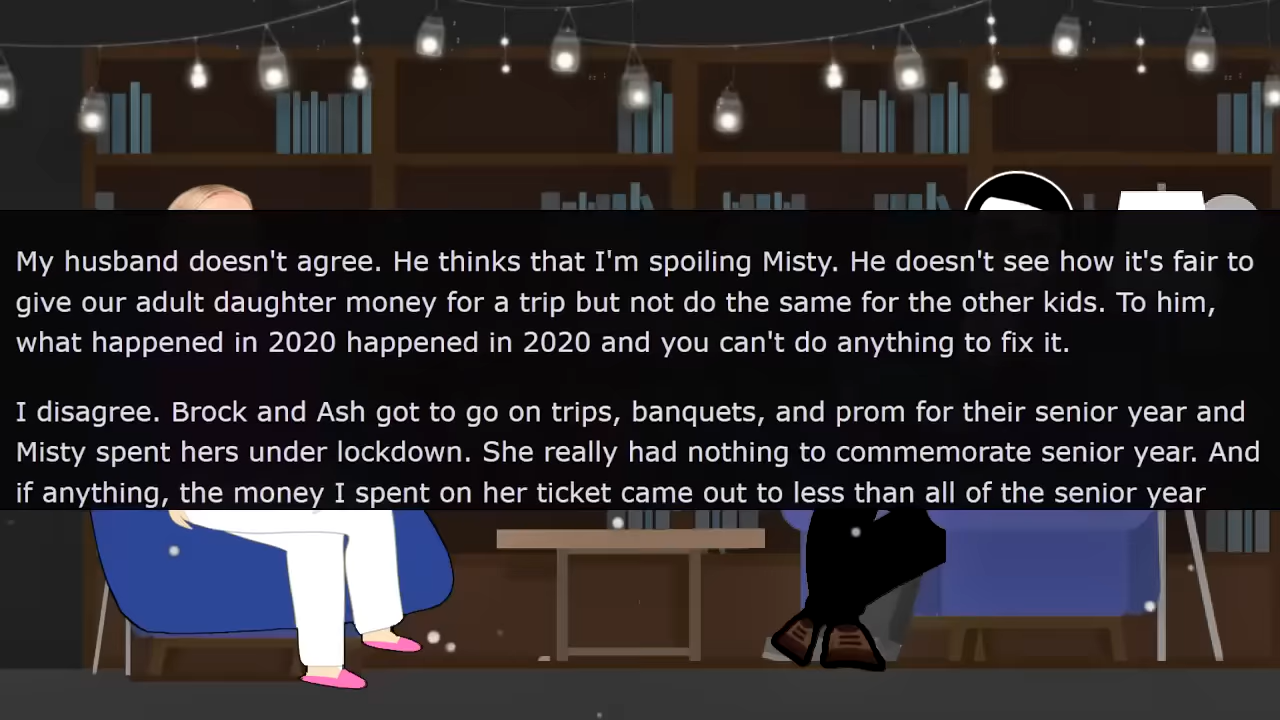 My husband doesn't agree. He thinks that I'm spoiling Misty. He doesn't see how it's fair to
give our adult daughter money for a trip but not do the same for the other kids. To him,
what happened in 2020 happened in 2020 and you can't do anything to fix it.
I disagree. Brock and Ash got to go on trips, banquets, and prom for their senior year and
Misty spent hers under lockdown. She really had nothing to commemorate senior year. And
if anything, the money I spent on her ticket came out to less than all of the senior year